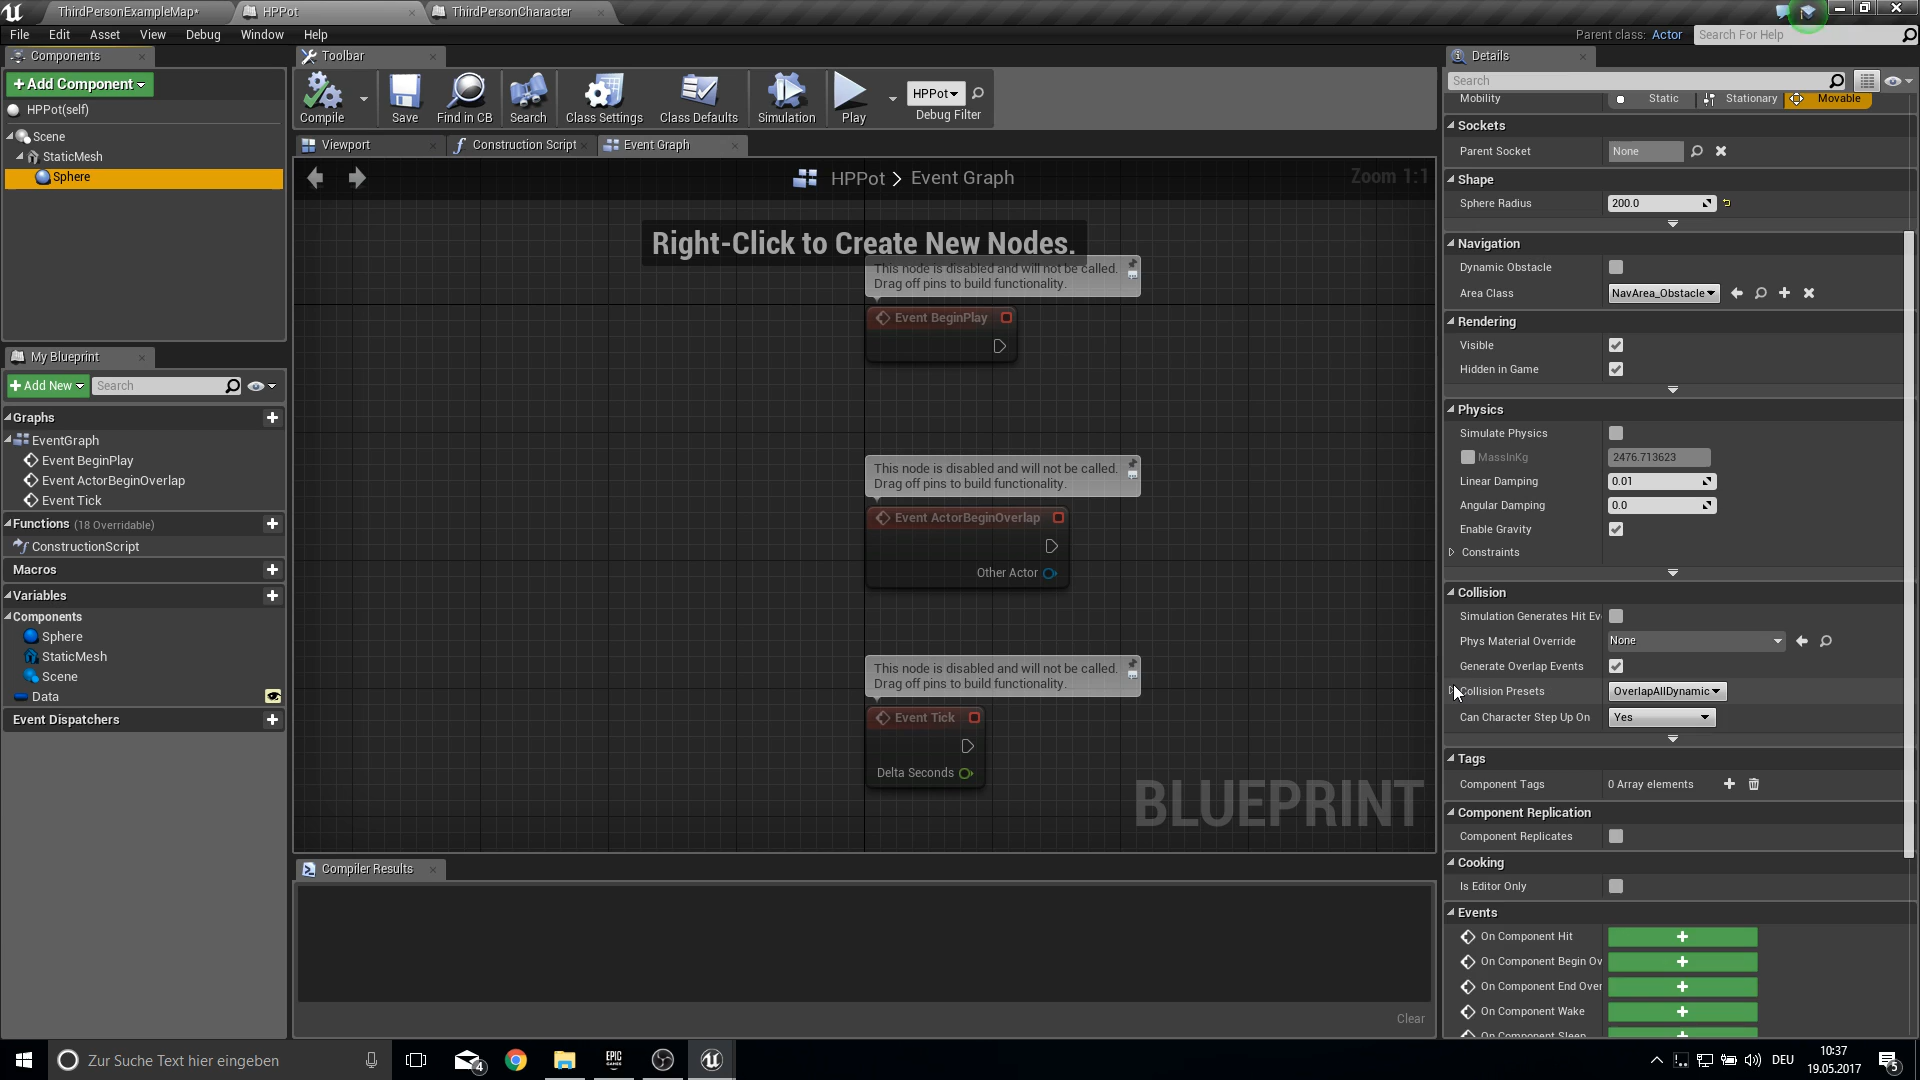 ThirdPersonExampleMap*
HPPot
ThirdPersonCharacter
File Edit Asset View Debug Window Help
Parent class: Actor
Search For Help
Components
Add Component
HPPot(self)
Scene
StaticMesh
Sphere
My Blueprint
Add New
Search
Graphs
EventGraph
Event BeginPlay
Event ActorBeginOverlap
Event Tick
Functions (18 Overridable)
ConstructionScript
Macros
Variables
Components
Sphere
StaticMesh
Scene
Data
Event Dispatchers
Toolbar
Compile
Save
Find in CB
Search
Class Settings
Class Defaults
Simulation
Play
HPPot
Debug Filter
Viewport
Construction Script
Event Graph
HPPot > Event Graph
Zoom 1:1
Right-Click to Create New Nodes.
This node is disabled and will not be called.
Drag off pins to build functionality.
Event BeginPlay
This node is disabled and will not be called.
Drag off pins to build functionality.
Event ActorBeginOverlap
Other Actor
This node is disabled and will not be called.
Drag off pins to build functionality.
Event Tick
Delta Seconds
BLUEPRINT
Compiler Results
Clear
Details
Search
Mobility Static Stationary Movable
Sockets
Parent Socket None
Shape
Sphere Radius 200.0
Navigation
Dynamic Obstacle
Area Class NavArea_Obstacle
Rendering
Visible
Hidden in Game
Physics
Simulate Physics
MassInKg 2476.713623
Linear Damping 0.01
Angular Damping 0.0
Enable Gravity
Constraints
Collision
Simulation Generates Hit Ev
Phys Material Override None
Generate Overlap Events
Collision Presets OverlapAllDynamic
Can Character Step Up On Yes
Tags
Component Tags 0 Array elements
Component Replication
Component Replicates
Cooking
Is Editor Only
Events
On Component Hit
On Component Begin Ov
On Component End Over
On Component Wake
On Component Sleep
Zur Suche Text hier eingeben
4
EPIC
GAMES
DEU
10:37
19.05.2017
5